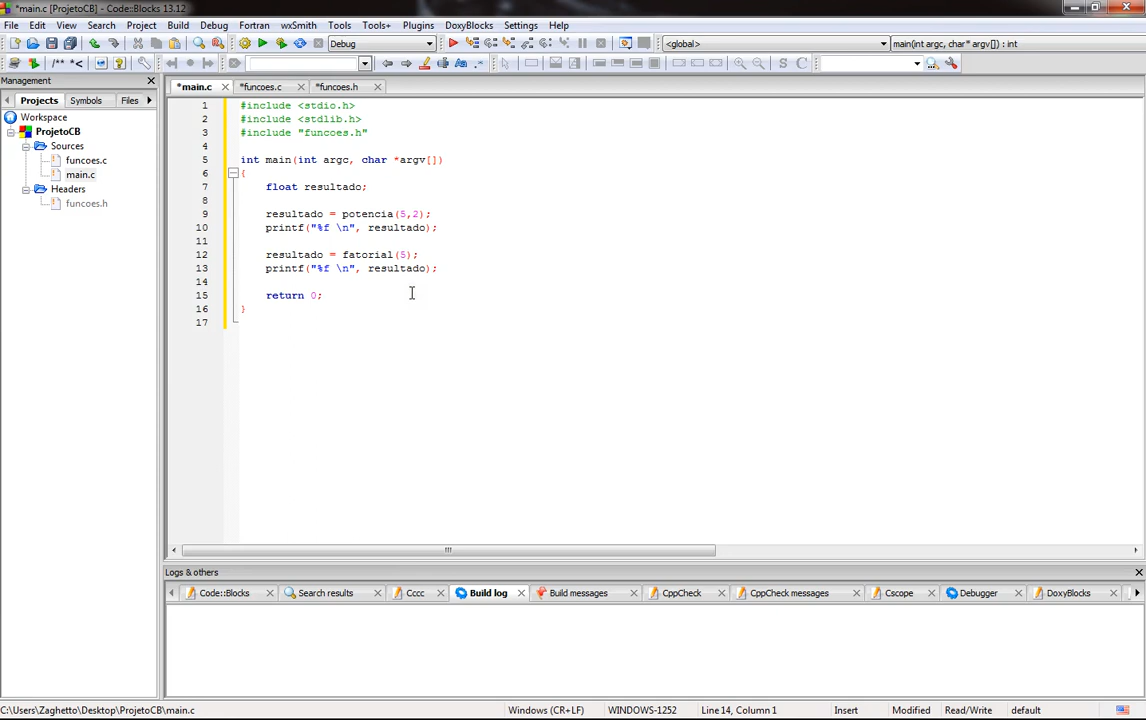 *main.c [ProjetoCB] - Code::Blocks 13.12
File Edit View Search Project Build Debug Fortran wxSmith Tools Tools+ Plugins DoxyBlocks Settings Help
Debug <global> main(int argc, char* argv[]) : int
/** *< S C
Management
*main.c *funcoes.c *funcoes.h
Projects Symbols Files
Workspace
ProjetoCB
Sources
funcoes.c
main.c
Headers
funcoes.h
1 #include <stdio.h>
2 #include <stdlib.h>
3 #include "funcoes.h"
4
5 int main(int argc, char *argv[])
6 {
7 float resultado;
8
9 resultado = potencia(5,2);
10 printf("%f \n", resultado);
11
12 resultado = fatorial(5);
13 printf("%f \n", resultado);
14
15 return 0;
16 }
17
Logs & others
Code::Blocks Search results Cccc Build log Build messages CppCheck CppCheck messages Cscope Debugger DoxyBlocks
C:\Users\Zaghetto\Desktop\ProjetoCB\main.c Windows (CR+LF) WINDOWS-1252 Line 14, Column 1 Insert Modified Read/Write default